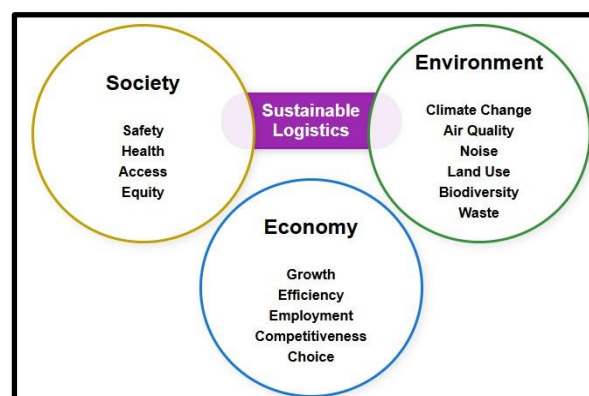 Society
Safety
Health
Access
Equity
Sustainable
Logistics
Environment
Climate Change
Air Quality
Noise
Land Use
Biodiversity
Waste
Economy
Growth
Efficiency
Employment
Competitiveness
Choice